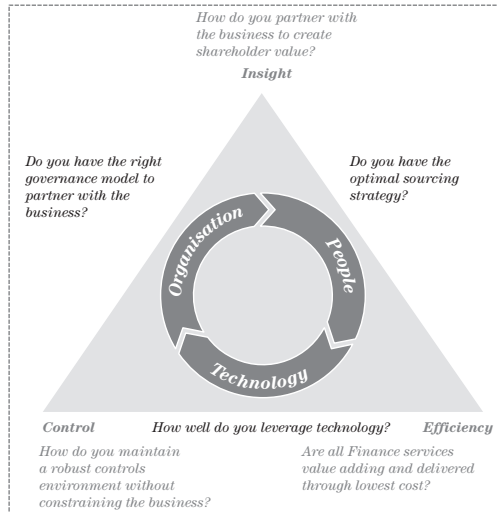 How do you partner with
the business to create
shareholder value?
Insight
Do you have the right
governance model to
partner with the
business?
Do you have the
optimal sourcing
strategy?
Organisation
People
Technology
Control
How well do you leverage technology?
Efficiency
How do you maintain
a robust controls
environment without
constraining the business?
Are all Finance services
value adding and delivered
through lowest cost?